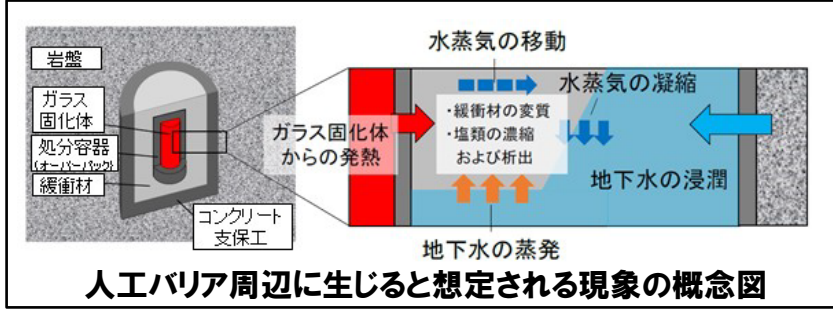 岩盤
ガラス
固化体
処分容器
(オーバーパック)
緩衝材
コンクリート
支保工
水蒸気の移動
水蒸気の凝縮
・緩衝材の変質
・塩類の濃縮
および析出
ガラス固化体
からの発熱
地下水の浸潤
地下水の蒸発
人工バリア周辺に生じると想定される現象の概念図